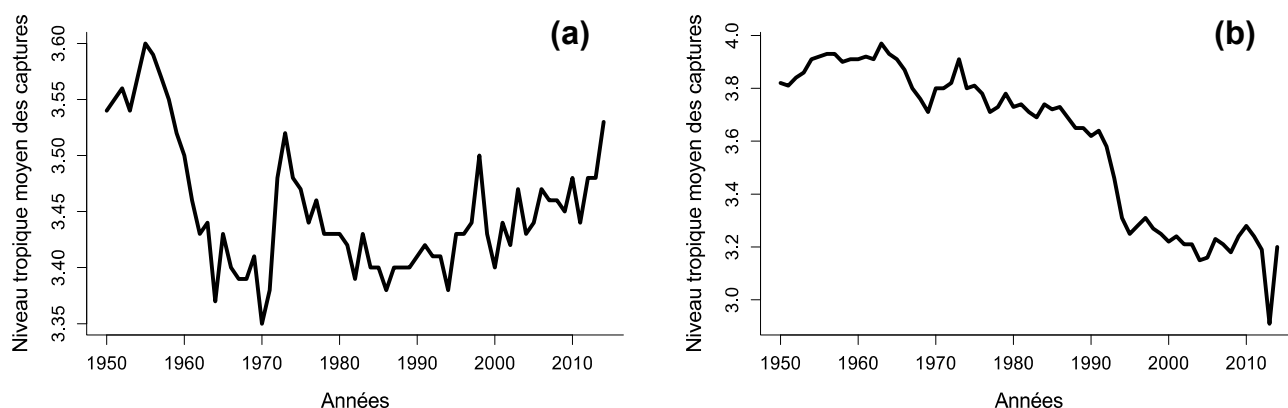 (a)
Niveau tropique moyen des captures
3.60
3.55
3.50
3.45
3.40
3.35
1950 1960 1970 1980 1990 2000 2010
Années
(b)
Niveau tropique moyen des captures
4.0
3.8
3.6
3.4
3.2
3.0
1950 1960 1970 1980 1990 2000 2010
Années